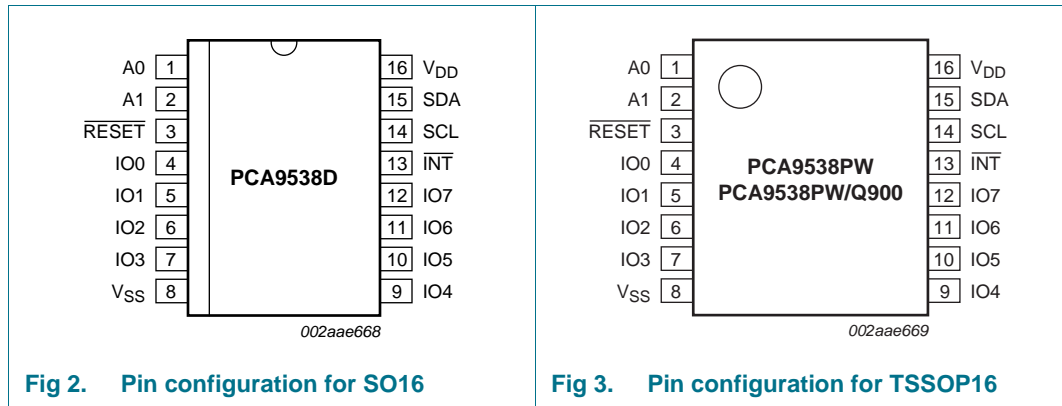 A0 1
A1 2
RESET 3
IO0 4
IO1 5
IO2 6
IO3 7
VSS 8
PCA9538D
16 VDD
15 SDA
14 SCL
13 INT
12 IO7
11 IO6
10 IO5
9 IO4
002aae668
Fig 2. Pin configuration for SO16
A0 1
A1 2
RESET 3
IO0 4
IO1 5
IO2 6
IO3 7
VSS 8
PCA9538PW
PCA9538PW/Q900
16 VDD
15 SDA
14 SCL
13 INT
12 IO7
11 IO6
10 IO5
9 IO4
002aae669
Fig 3. Pin configuration for TSSOP16